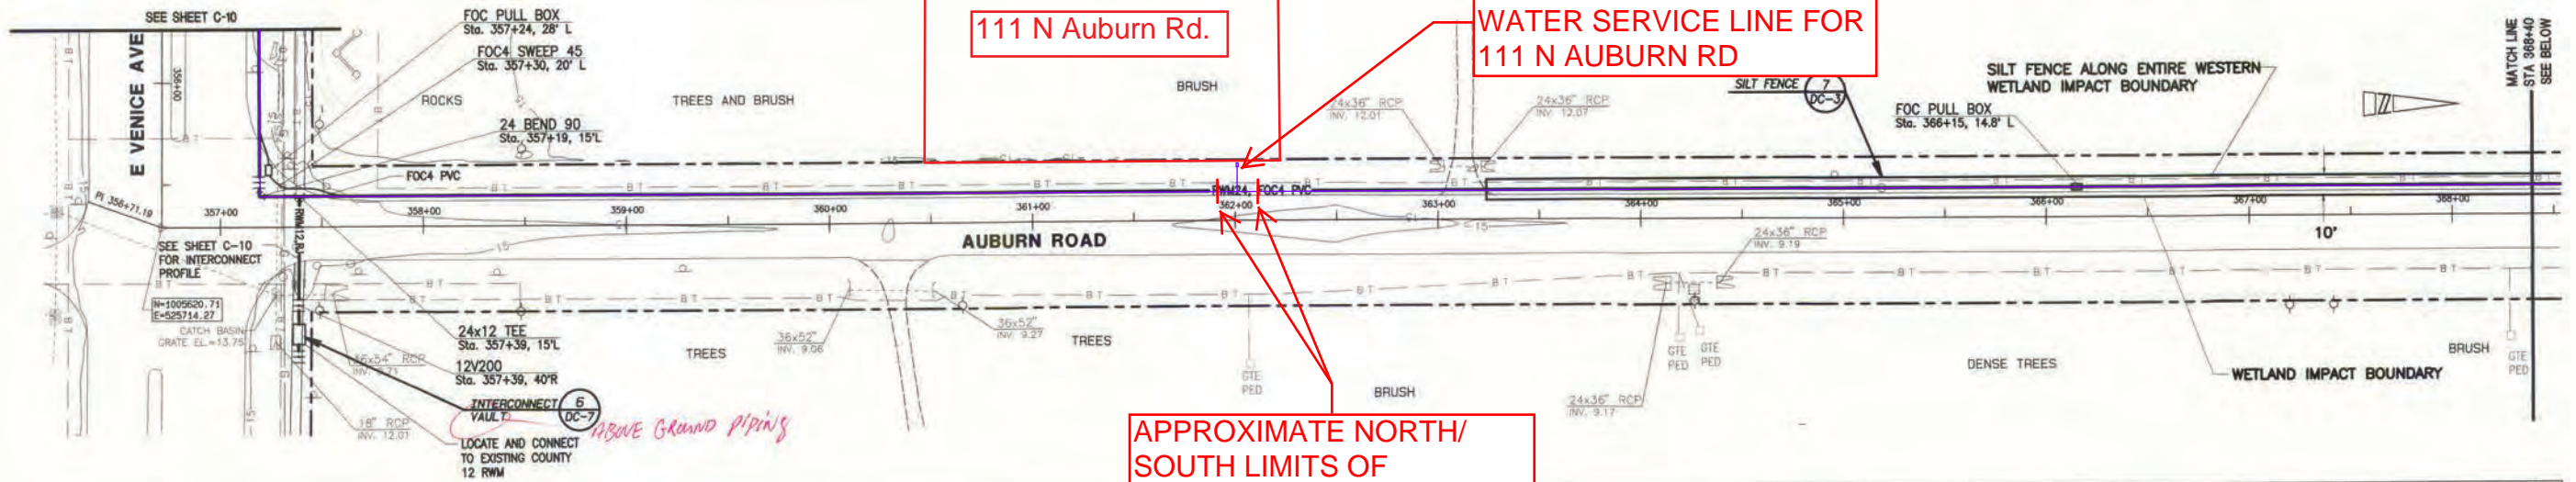 SEE SHEET C-10
E VENICE AVE
356+00
PI 356+71.19
FOC PULL BOX
Sta. 357+24, 28' L
FOC4 SWEEP 45
Sta. 357+30, 20' L
ROCKS
24 BEND 90
Sta. 357+19, 15'L
FOC4 PVC
TREES AND BRUSH
111 N Auburn Rd.
BRUSH
WATER SERVICE LINE FOR
111 N AUBURN RD
24x36" RCP
INV. 12.01
24x36" RCP
INV. 12.07
SILT FENCE
7
DC-3
FOC PULL BOX
Sta. 366+15, 14.8' L
SILT FENCE ALONG ENTIRE WESTERN
WETLAND IMPACT BOUNDARY
MATCH LINE
STA 368+40
SEE BELOW
RWM24, FOC4 PVC
357+00
358+00
359+00
360+00
361+00
362+00
363+00
364+00
365+00
366+00
367+00
368+00
AUBURN ROAD
10'
SEE SHEET C-10
FOR INTERCONNECT
PROFILE
N=1005620.71
E=525714.27
CATCH BASIN
GRATE EL.=13.75
24x12 TEE
Sta. 357+39, 15'L
12V200
Sta. 357+39, 40'R
INTERCONNECT
VAULT
6
DC-7
ABOVE GROUND PIPING
18" RCP
INV. 12.01
LOCATE AND CONNECT
TO EXISTING COUNTY
12 RWM
TREES
36x52"
INV. 9.06
36x52"
INV. 9.27
TREES
GTE
PED
BRUSH
APPROXIMATE NORTH/
SOUTH LIMITS OF
24x36" RCP
INV. 9.19
24x36" RCP
INV. 9.17
GTE
PED
GTE
PED
DENSE TREES
WETLAND IMPACT BOUNDARY
BRUSH
GTE
PED